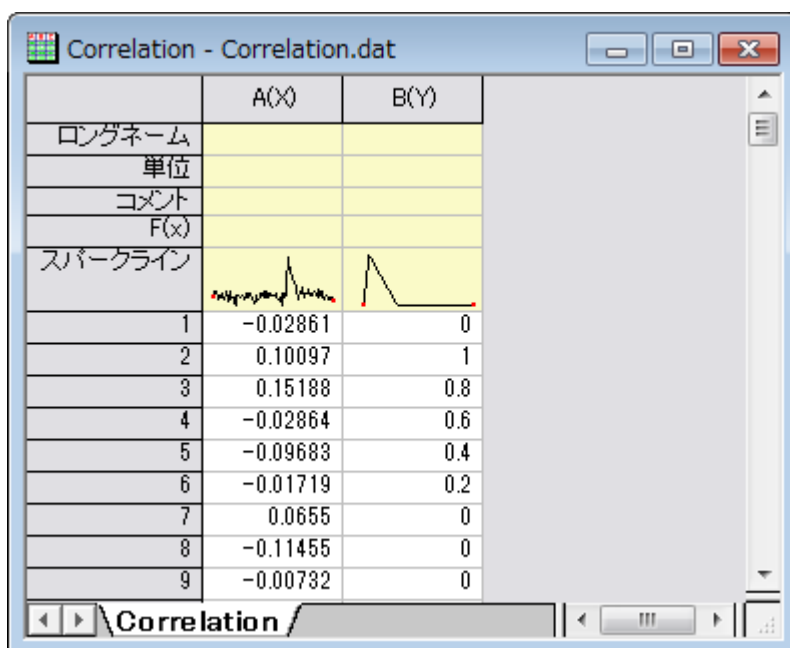 Correlation - Correlation.dat
A(X) B(Y)
ロングネーム
単位
コメント
F(x)
スパークライン
1 -0.02861 0
2 0.10097 1
3 0.15188 0.8
4 -0.02864 0.6
5 -0.09683 0.4
6 -0.01719 0.2
7 0.0655 0
8 -0.11455 0
9 -0.00732 0
Correlation